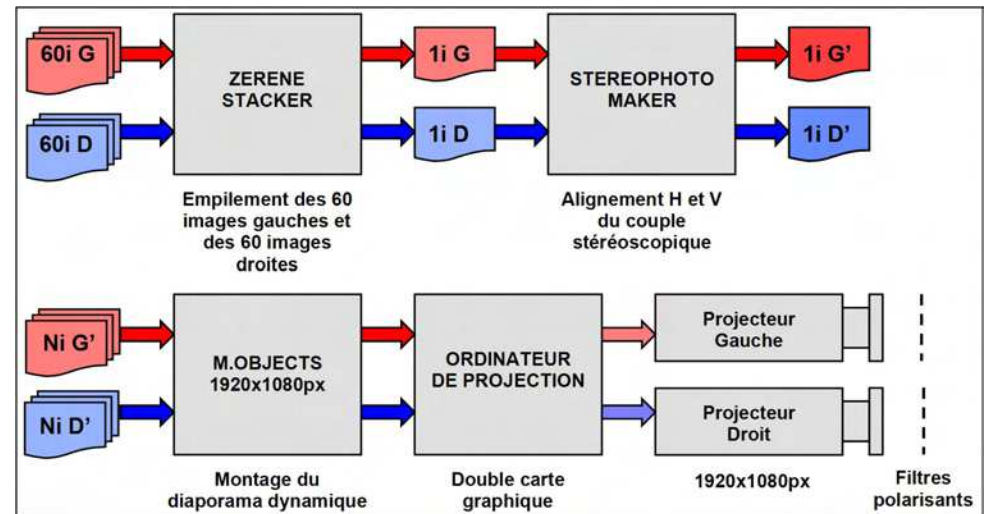 60i G
ZERENE
STACKER
1i G
STEREOPHOTO
MAKER
1i G’
60i D
1i D
1i D’
Empilement des 60
images gauches et
des 60 images
droites
Alignement H et V
du couple
stéréoscopique
Ni G’
M.OBJECTS
1920x1080px
ORDINATEUR
DE PROJECTION
Projecteur
Gauche
Ni D’
Projecteur
Droit
Montage du
diaporama dynamique
Double carte
graphique
1920x1080px
Filtres
polarisants